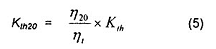 K_th20 = η_20 / η_t × K_th (5)